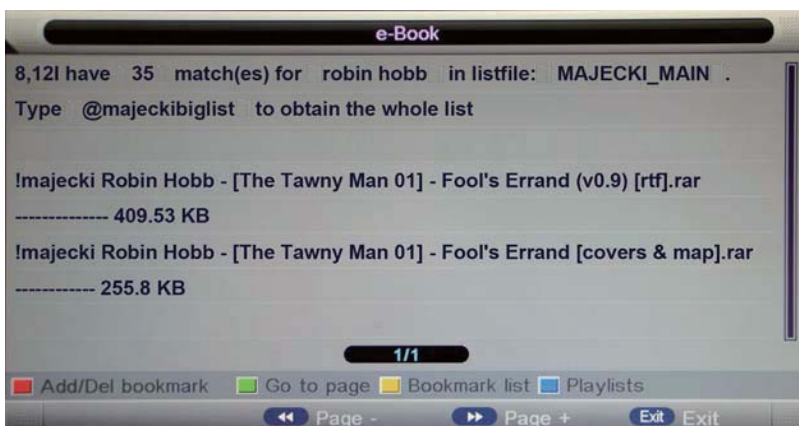 e-Book
8,12I have 35 match(es) for robin hobb in listfile: MAJECKI_MAIN .
Type @majeckibiglist to obtain the whole list
!majecki Robin Hobb - [The Tawny Man 01] - Fool's Errand (v0.9) [rtf].rar
-------------- 409.53 KB
!majecki Robin Hobb - [The Tawny Man 01] - Fool's Errand [covers & map].rar
------------ 255.8 KB
1/1
Add/Del bookmark Go to page Bookmark list Playlists
Page - Page + Exit Exit